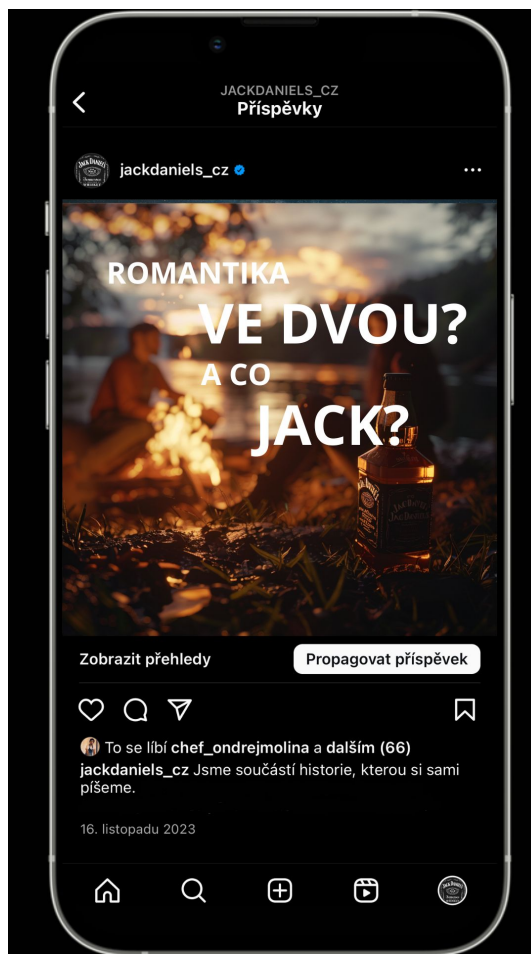 JACKDANIELS_CZ
Příspěvky
jackdaniels_cz
ROMANTIKA
VE DVOU?
A CO
JACK?
Zobrazit přehledy
Propagovat příspěvek
To se líbí chef_ondrejmolina a dalším (66)
jackdaniels_cz Jsme součástí historie, kterou si sami
píšeme.
16. listopadu 2023